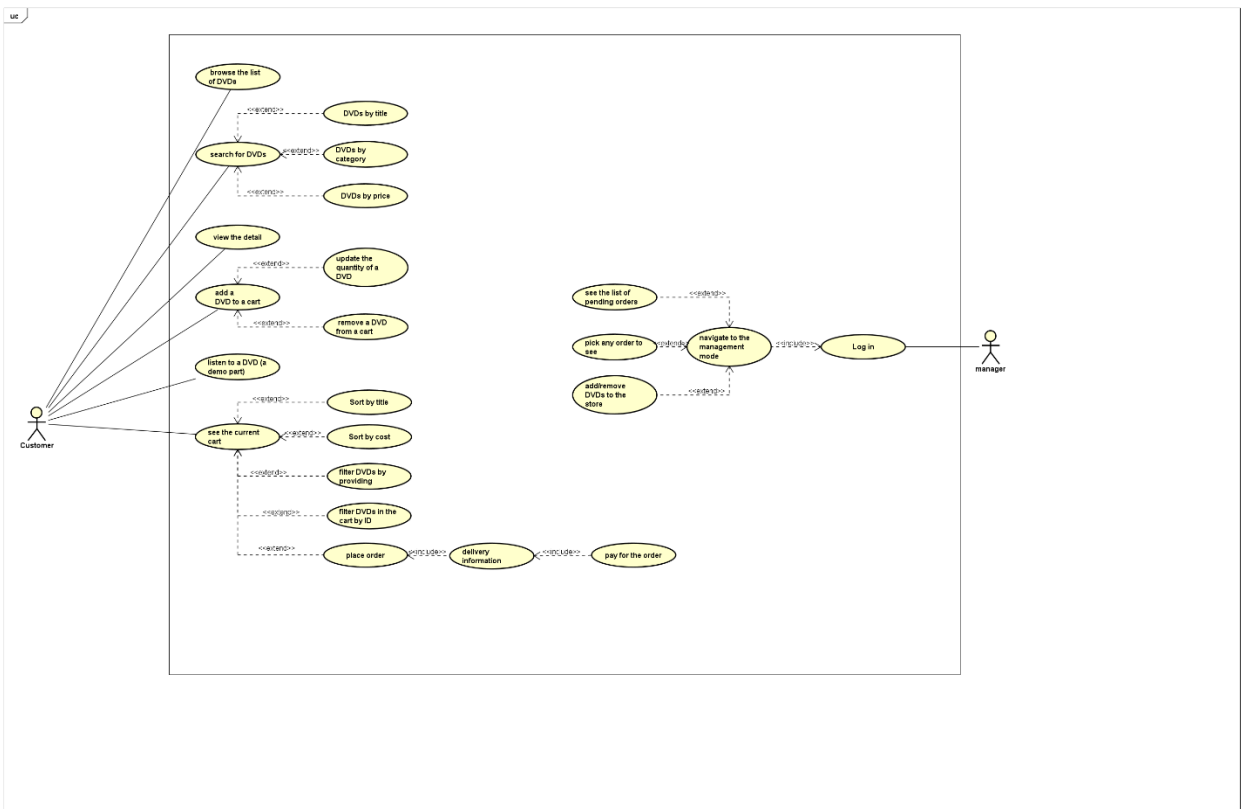 uc
browse the list
of DVDs
<<extend>>
DVDs by title
search for DVDs
<<extend>>
DVDs by
category
<<extend>>
DVDs by price
view the detail
<<extend>>
update the
quantity of a
DVD
add a
DVD to a cart
<<extend>>
remove a DVD
from a cart
see the list of
pending orders
<<extend>>
pick any order to
see
<<extend>>
navigate to the
management
mode
<<include>>
Log in
manager
add/remove
DVDs to the
store
<<extend>>
listen to a DVD (a
demo part)
<<extend>>
Sort by title
Customer
see the current
cart
<<extend>>
Sort by cost
<<extend>>
filter DVDs by
providing
<<extend>>
filter DVDs in the
cart by ID
<<extend>>
place order
<<include>>
delivery
information
<<include>>
pay for the order